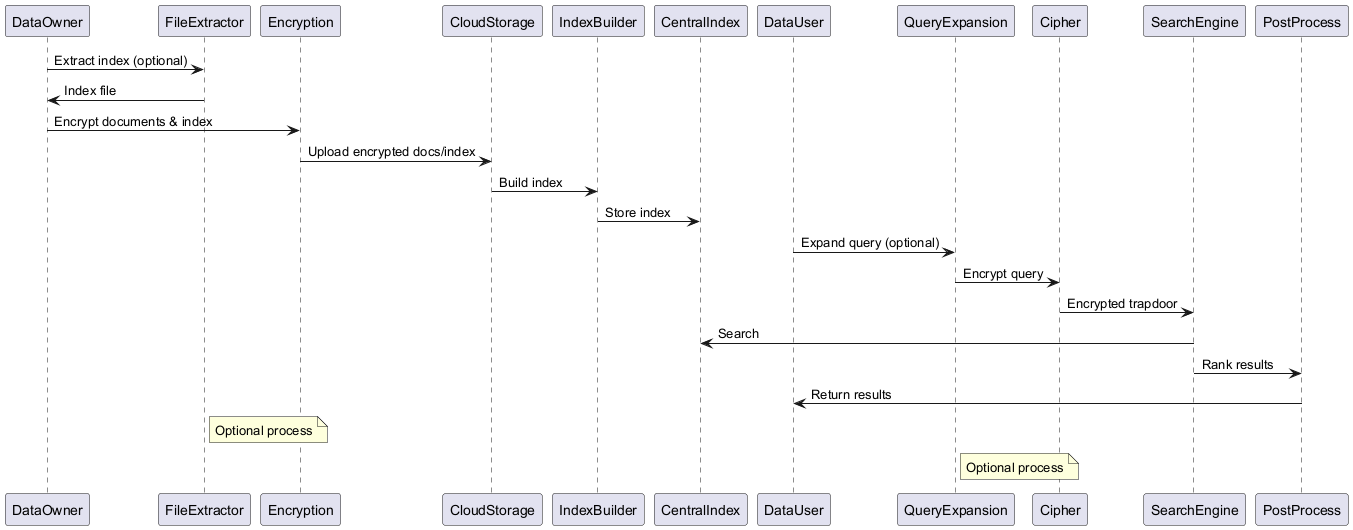 DataOwner FileExtractor Encryption CloudStorage IndexBuilder CentralIndex DataUser QueryExpansion Cipher SearchEngine PostProcess
Extract index (optional)
Index file
Encrypt documents & index
Upload encrypted docs/index
Build index
Store index
Expand query (optional)
Encrypt query
Encrypted trapdoor
Search
Rank results
Return results
Optional process
Optional process
DataOwner FileExtractor Encryption CloudStorage IndexBuilder CentralIndex DataUser QueryExpansion Cipher SearchEngine PostProcess